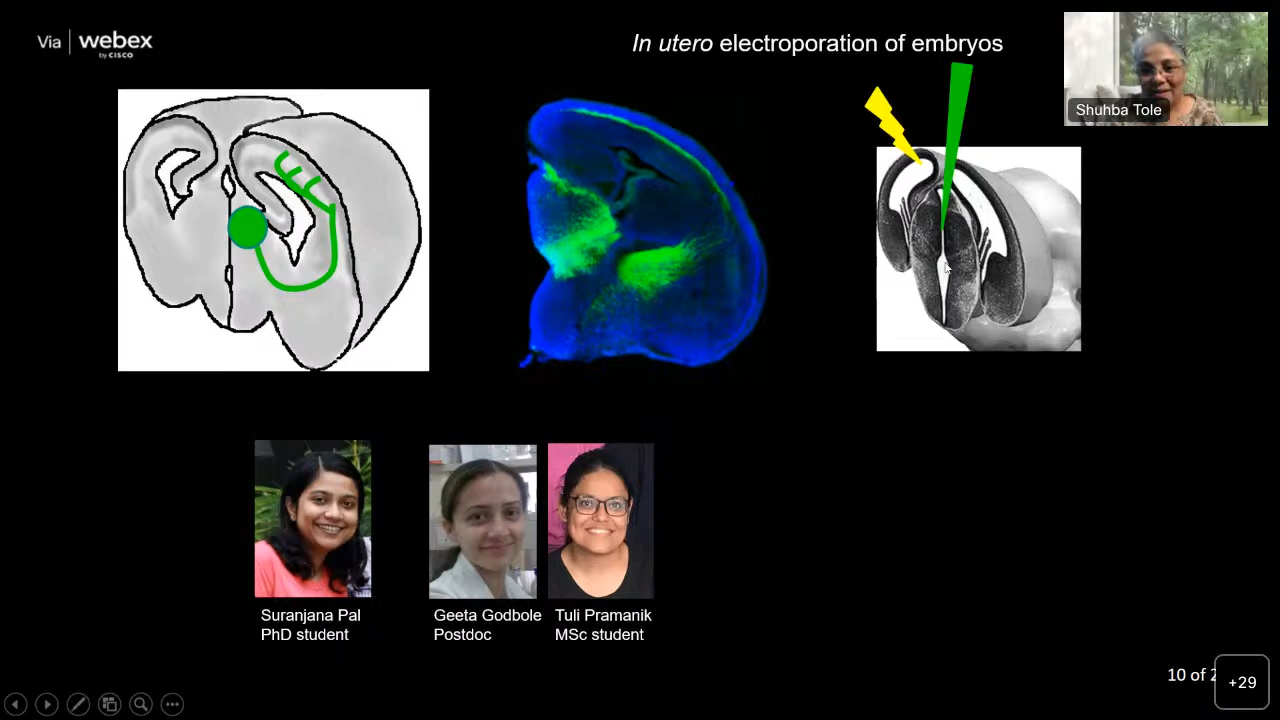 Via webex
by CISCO
In utero electroporation of embryos
Shuhba Tole
Suranjana Pal
PhD student
Geeta Godbole
Postdoc
Tuli Pramanik
MSc student
10 of
+29